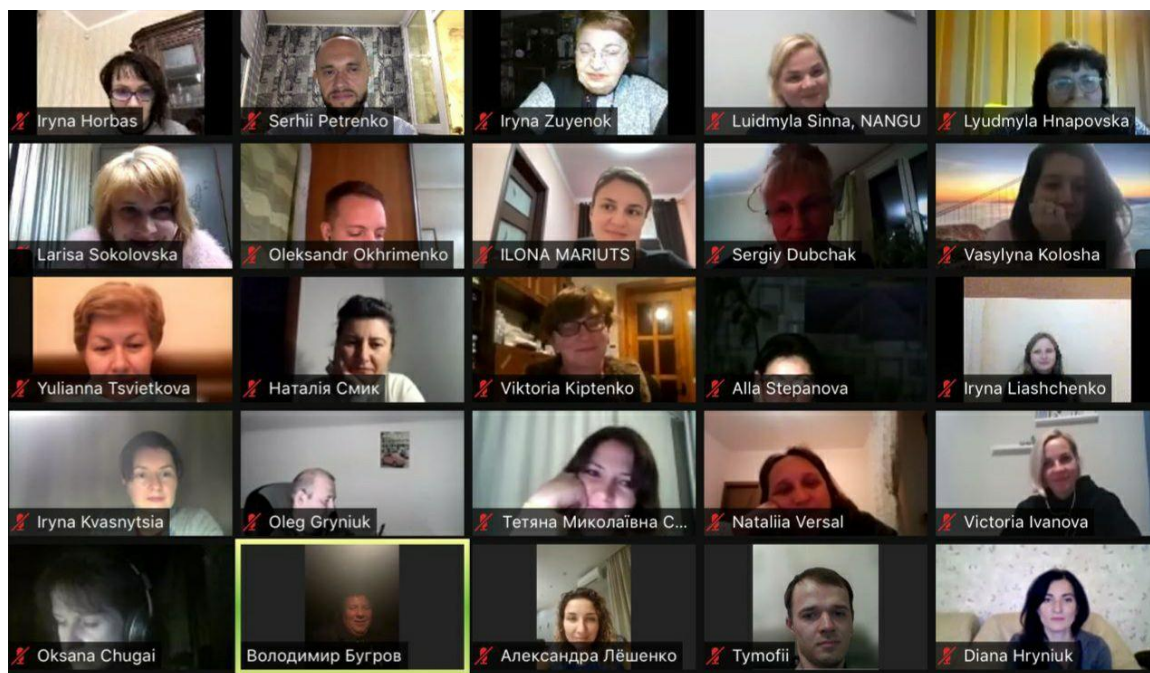 Iryna Horbas
Serhii Petrenko
Iryna Zuyenok
Luidmyla Sinna, NANGU
Lyudmyla Hnapovska
Larisa Sokolovska
Oleksandr Okhrimenko
ILONA MARIUTS
Sergiy Dubchak
Vasylyna Kolosha
Yulianna Tsvietkova
Наталія Смик
Viktoria Kiptenko
Alla Stepanova
Iryna Liashchenko
Iryna Kvasnytsia
Oleg Gryniuk
Тетяна Миколаївна С...
Nataliia Versal
Victoria Ivanova
Oksana Chugai
Володимир Бугров
Александра Лёшенко
Tymofii
Diana Hryniuk